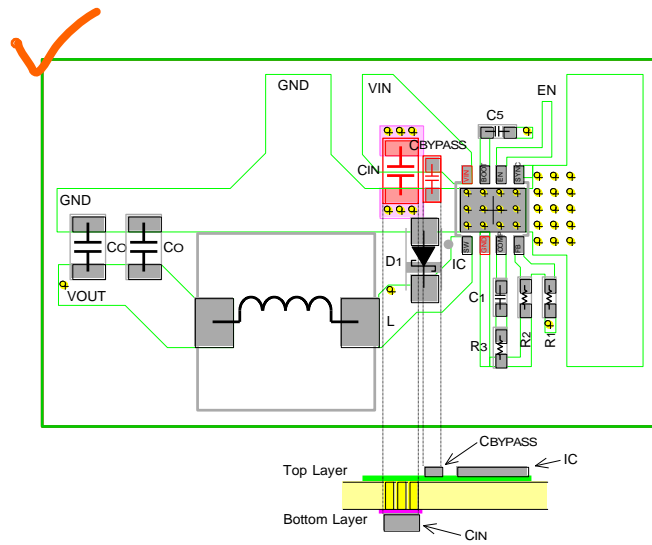 GND
VIN
EN
C5
CBYPASS
CIN
VIN
BOOT
EN
SYNC
GND
CO
CO
D1
IC
SW
GND
COMP
FB
VOUT
L
C1
R3
R2
R1
CBYPASS
IC
Top Layer
Bottom Layer
CIN